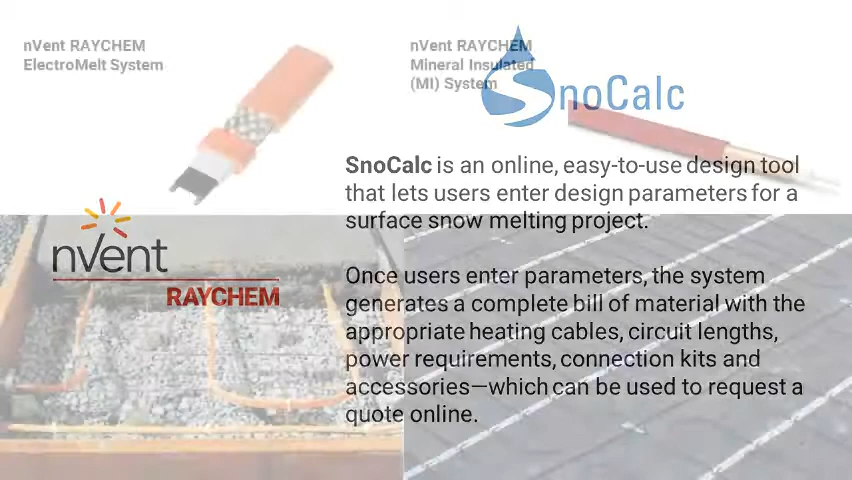 nVent RAYCHEM
ElectroMelt System
nVent RAYCHEM
Mineral Insulated
(MI) System
SnoCalc
SnoCalc is an online, easy-to-use design tool
that lets users enter design parameters for a
surface snow melting project.
nVent
RAYCHEM
Once users enter parameters, the system
generates a complete bill of material with the
appropriate heating cables, circuit lengths,
power requirements, connection kits and
accessories—which can be used to request a
quote online.